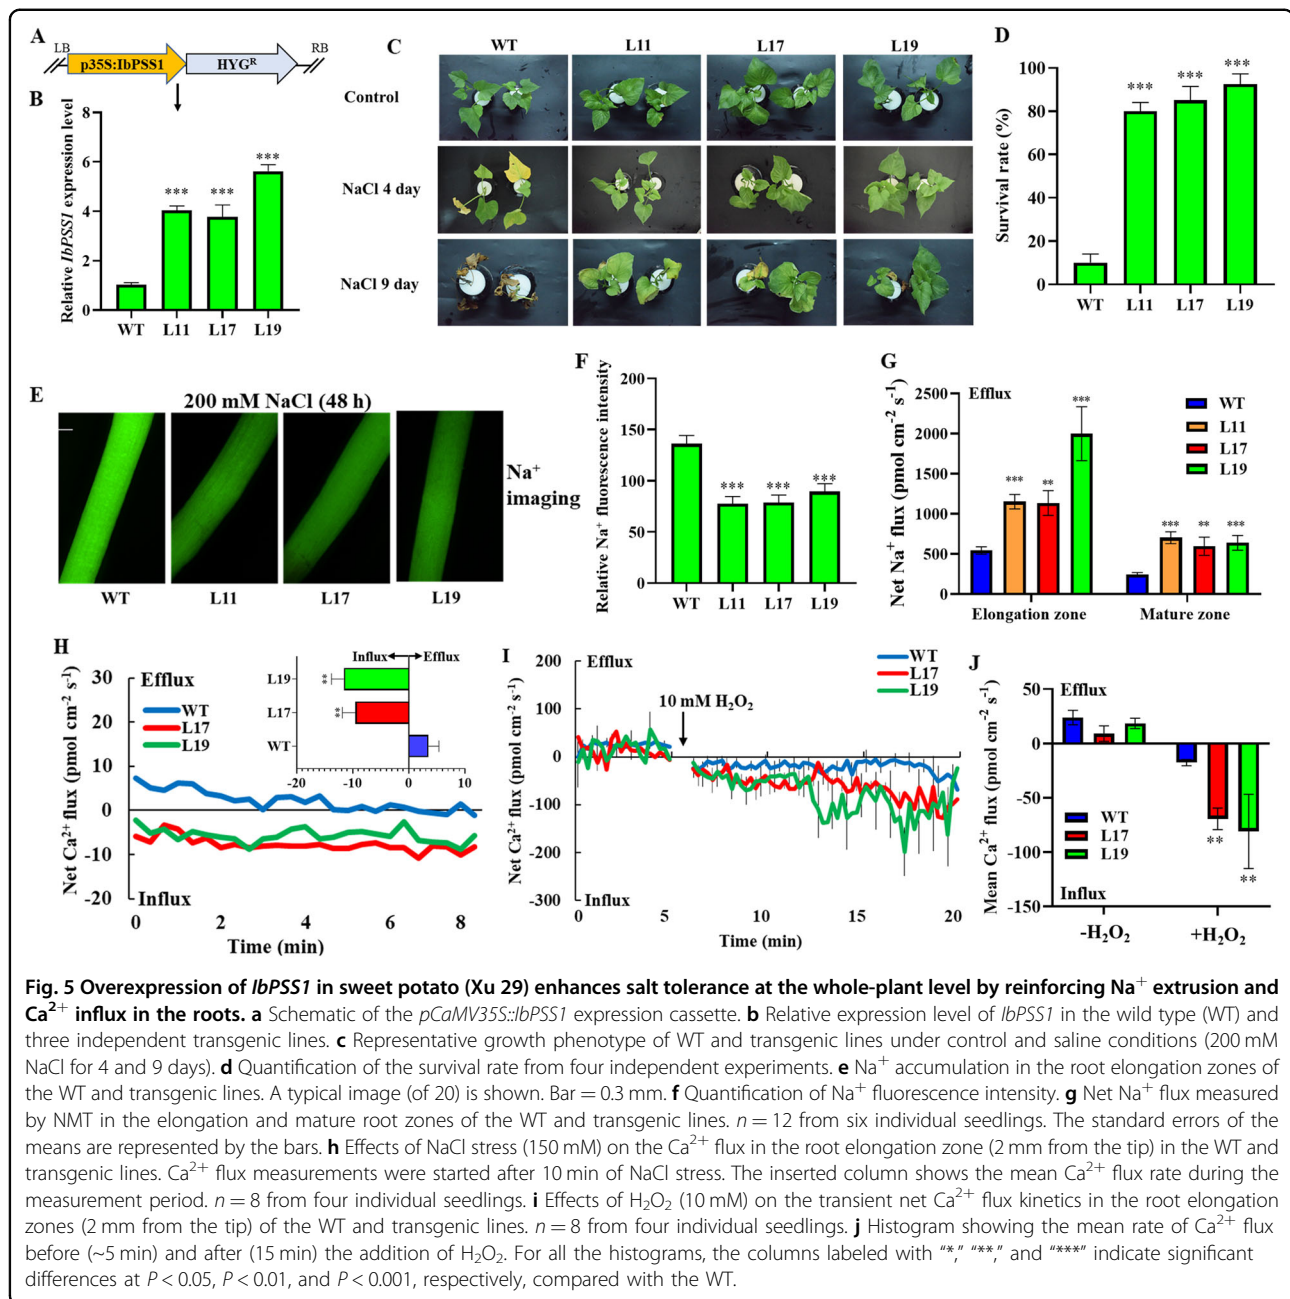 A
LB
RB
p35S:IbPSS1
HYGᴿ
B
Relative IbPSS1 expression level
8
6
4
2
0
***
***
***
WT L11 L17 L19
C
WT L11 L17 L19
Control
NaCl 4 day
NaCl 9 day
D
Survival rate (%)
100
80
60
40
20
0
***
***
***
WT L11 L17 L19
E
200 mM NaCl (48 h)
Na⁺
imaging
WT L11 L17 L19
F
Relative Na⁺ fluorescence intensity
200
150
100
50
0
***
***
***
WT L11 L17 L19
G
Net Na⁺ flux (pmol cm⁻² s⁻¹)
2500
2000
1500
1000
500
0
Efflux
WT
L11
L17
L19
***
**
***
***
**
***
Elongation zone Mature zone
H
Net Ca²⁺ flux (pmol cm⁻² s⁻¹)
30
20
10
0
-10
-20
Efflux
WT
L17
L19
Influx
0 2 4 6 8
Time (min)
Influx Efflux
L19
L17
WT
**
**
-20 -10 0 10
I
Net Ca²⁺ flux (pmol cm⁻² s⁻¹)
200
100
0
-100
-200
-300
Efflux
WT
L17
L19
10 mM H₂O₂
Influx
0 5 10 15 20
Time (min)
J
Mean Ca²⁺ flux (pmol cm⁻² s⁻¹)
50
0
-50
-100
-150
Efflux
WT
L17
L19
**
**
Influx
-H₂O₂ +H₂O₂
Fig. 5 Overexpression of IbPSS1 in sweet potato (Xu 29) enhances salt tolerance at the whole-plant level by reinforcing Na⁺ extrusion and
Ca²⁺ influx in the roots. a Schematic of the pCaMV35S::IbPSS1 expression cassette. b Relative expression level of IbPSS1 in the wild type (WT) and
three independent transgenic lines. c Representative growth phenotype of WT and transgenic lines under control and saline conditions (200 mM
NaCl for 4 and 9 days). d Quantification of the survival rate from four independent experiments. e Na⁺ accumulation in the root elongation zones of
the WT and transgenic lines. A typical image (of 20) is shown. Bar = 0.3 mm. f Quantification of Na⁺ fluorescence intensity. g Net Na⁺ flux measured
by NMT in the elongation and mature root zones of the WT and transgenic lines. n = 12 from six individual seedlings. The standard errors of the
means are represented by the bars. h Effects of NaCl stress (150 mM) on the Ca²⁺ flux in the root elongation zone (2 mm from the tip) in the WT and
transgenic lines. Ca²⁺ flux measurements were started after 10 min of NaCl stress. The inserted column shows the mean Ca²⁺ flux rate during the
measurement period. n = 8 from four individual seedlings. i Effects of H₂O₂ (10 mM) on the transient net Ca²⁺ flux kinetics in the root elongation
zones (2 mm from the tip) of the WT and transgenic lines. n = 8 from four individual seedlings. j Histogram showing the mean rate of Ca²⁺ flux
before (~5 min) and after (15 min) the addition of H₂O₂. For all the histograms, the columns labeled with “*,” “**,” and “***” indicate significant
differences at P < 0.05, P < 0.01, and P < 0.001, respectively, compared with the WT.